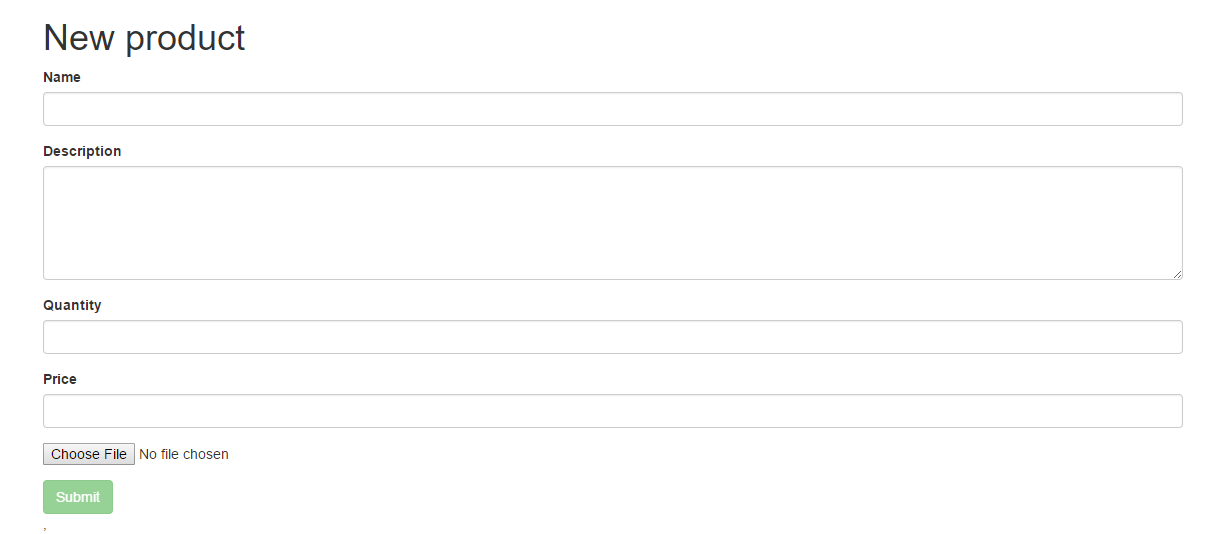 New product
Name
Description
Quantity
Price
Choose File No file chosen
Submit
,